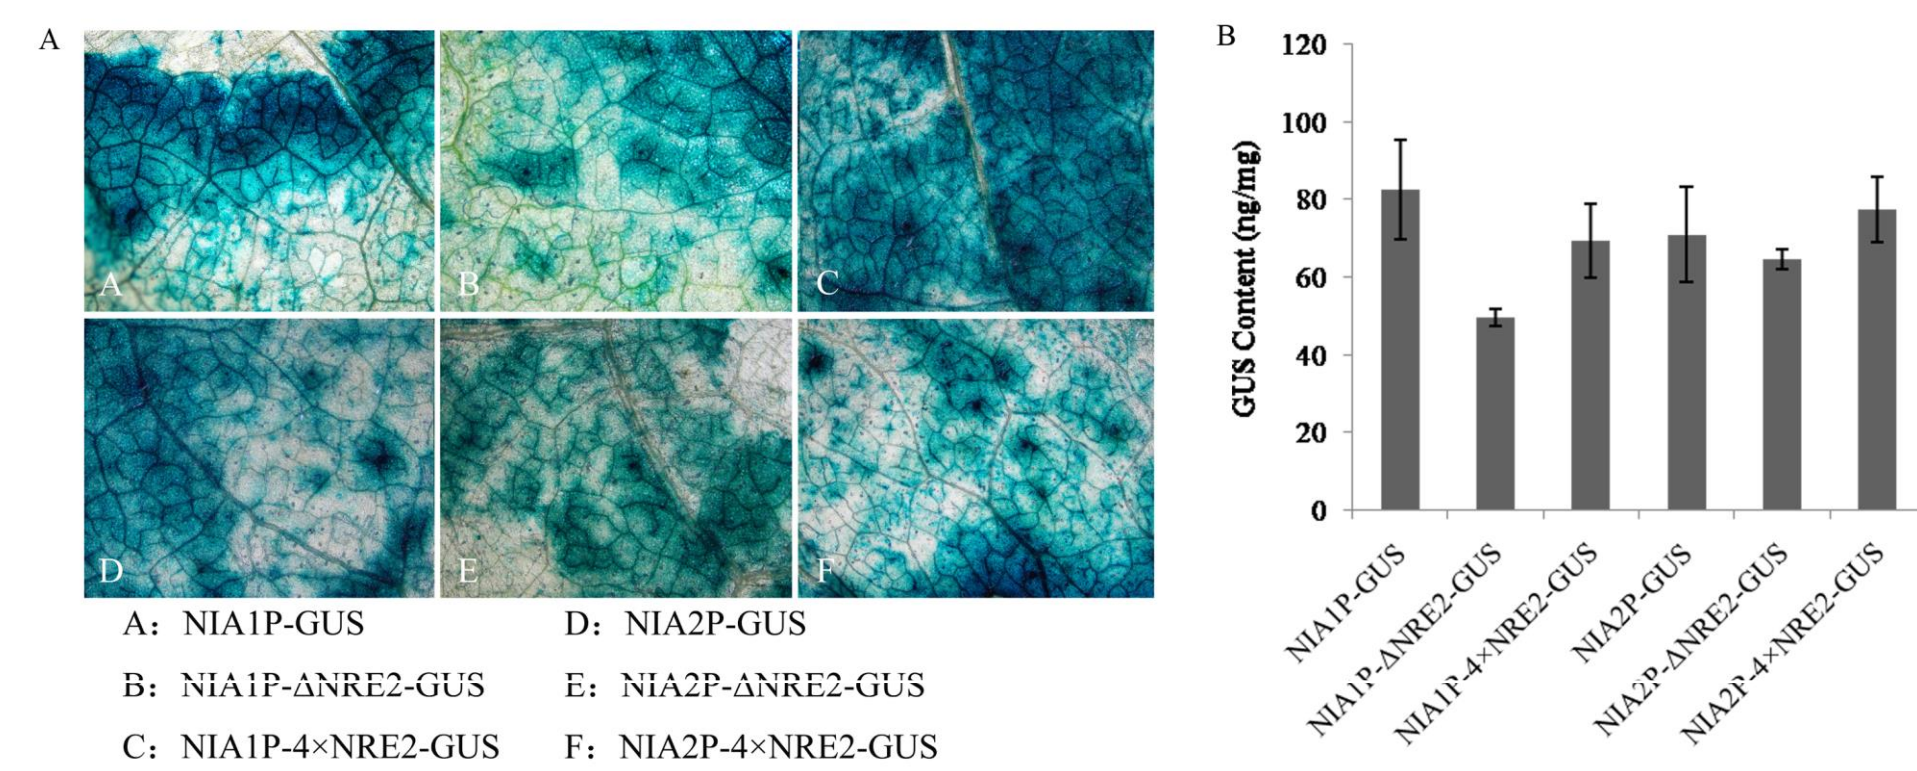 A
A
B
C
D
E
F
A: NIA1P-GUS
D: NIA2P-GUS
B: NIA1P-ΔNRE2-GUS
E: NIA2P-ΔNRE2-GUS
C: NIA1P-4×NRE2-GUS
F: NIA2P-4×NRE2-GUS
B
GUS Content (ng/mg)
120
100
80
60
40
20
0
NIA1P-GUS
NIA1P-ΔNRE2-GUS
NIA1P-4×NRE2-GUS
NIA2P-GUS
NIA2P-ΔNRE2-GUS
NIA2P-4×NRE2-GUS